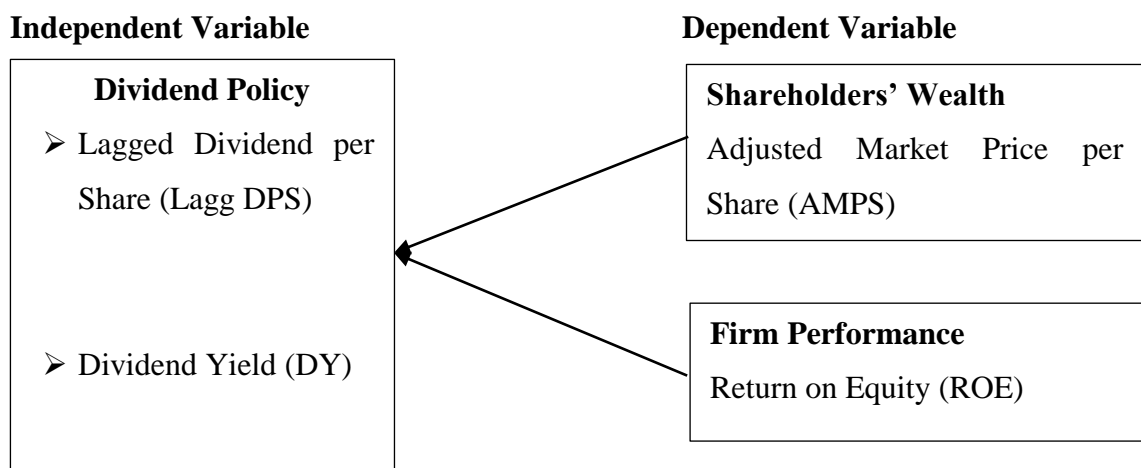 Independent Variable
Dividend Policy
➢ Lagged Dividend per
Share (Lagg DPS)
➢ Dividend Yield (DY)
Dependent Variable
Shareholders’ Wealth
Adjusted Market Price per
Share (AMPS)
Firm Performance
Return on Equity (ROE)